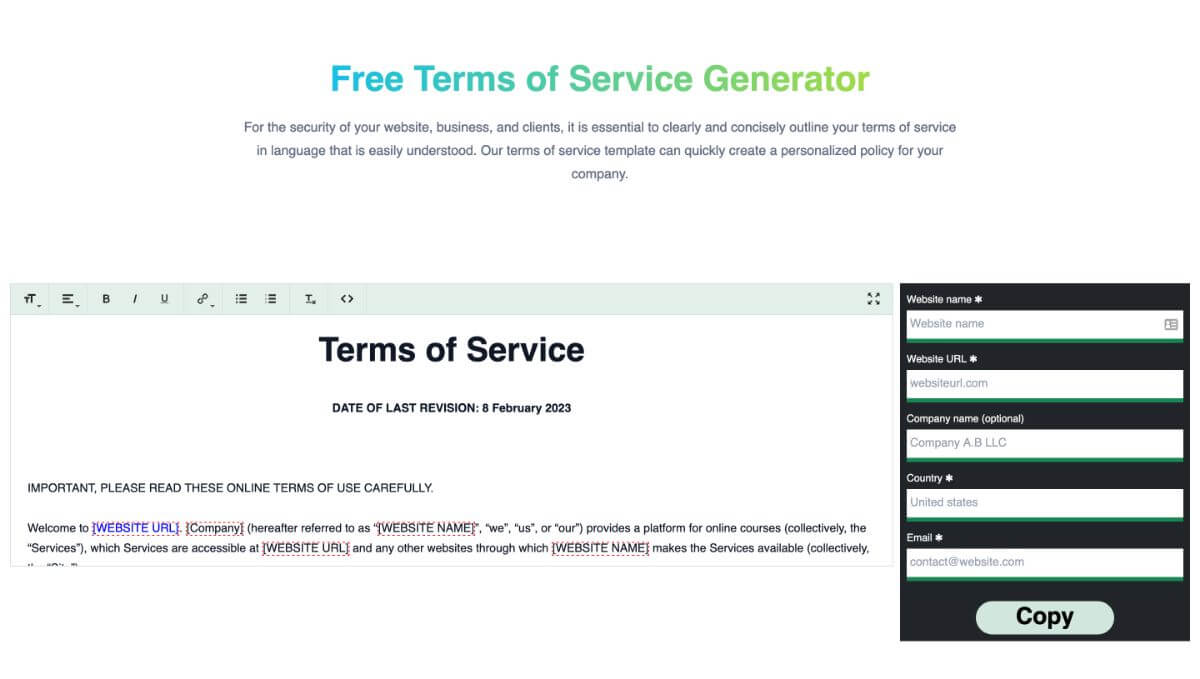 Free Terms of Service Generator
For the security of your website, business, and clients, it is essential to clearly and concisely outline your terms of service
in language that is easily understood. Our terms of service template can quickly create a personalized policy for your
company.
Terms of Service
DATE OF LAST REVISION: 8 February 2023
IMPORTANT, PLEASE READ THESE ONLINE TERMS OF USE CAREFULLY.
Welcome to [WEBSITE URL]. [Company] (hereafter referred to as “[WEBSITE NAME]”, “we”, “us”, or “our”) provides a platform for online courses (collectively, the
“Services”), which Services are accessible at [WEBSITE URL] and any other websites through which [WEBSITE NAME] makes the Services available (collectively,
Website name ✱
Website name
Website URL ✱
websiteurl.com
Company name (optional)
Company A.B LLC
Country ✱
United states
Email ✱
contact@website.com
Copy